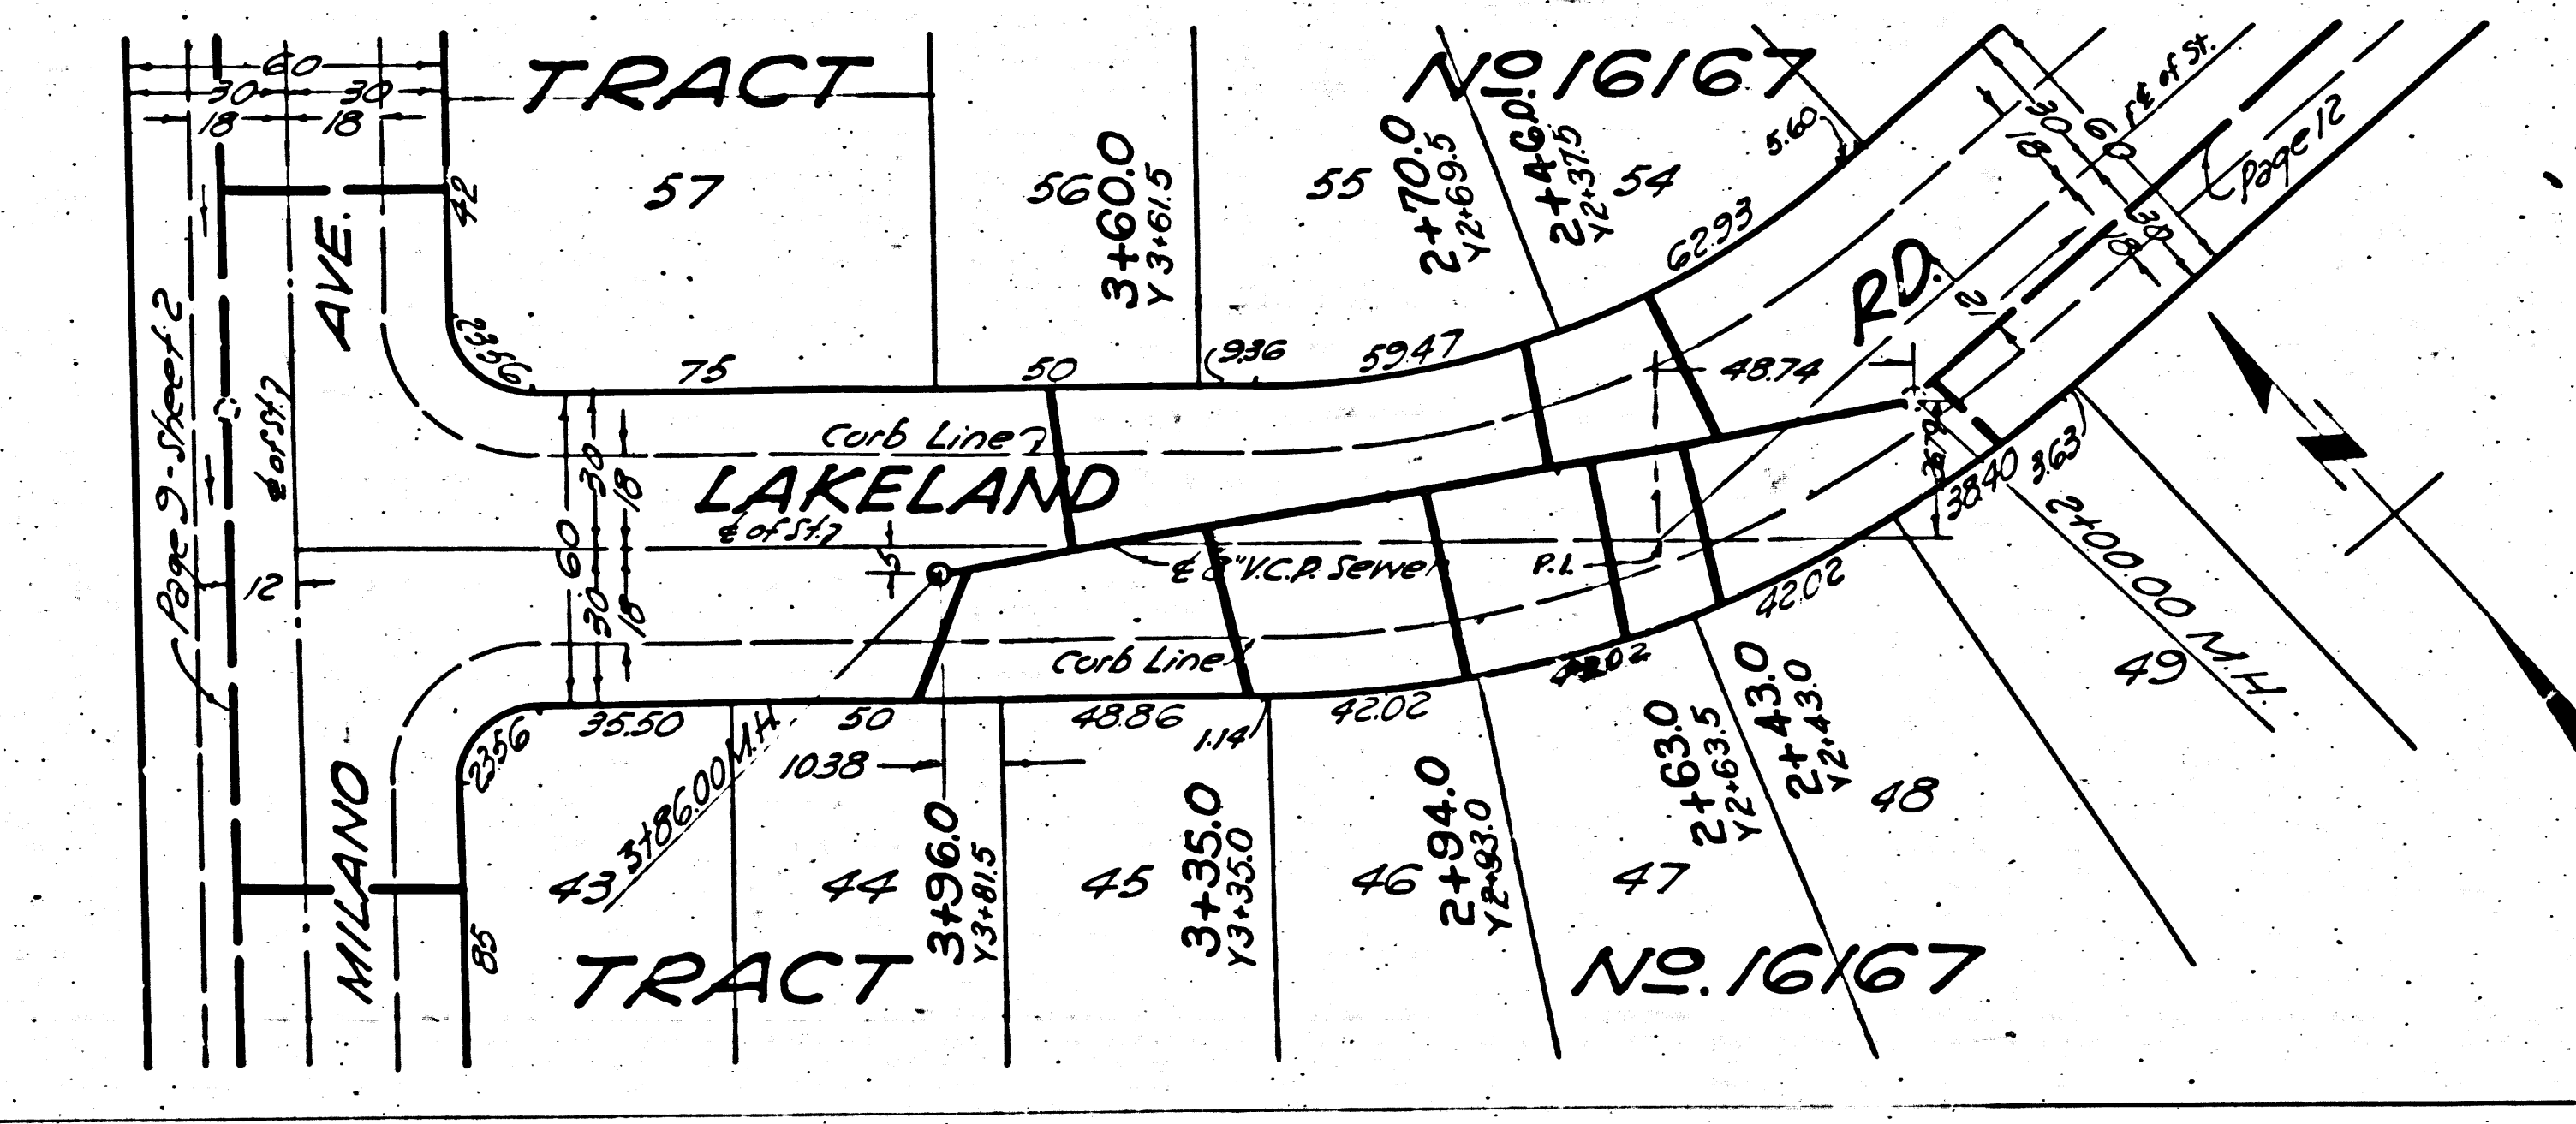 TRACT
No. 16167
60
30 30
18 18
57
56
55
54
42
AVE.
3+60.0
Y 3+61.5
2+70.0
Y2+69.5
2+46.0
Y2+37.5
5.60
62.93
30
60
18
℄ of St.
Page 12
30
18
RD.
12
Page 9-Sheet 2
℄ of St.
23.56
75
50
9.36
59.47
48.74
Curb Line
LAKELAND
℄ of St.
30
18
60
30
18
5
℄ 8" V.C.P. Sewer
P.I.
12
38.40
3.63
2+00.00 M.H.
49
Curb Line
42.02
42.02
42.02
23.56
35.50
50
48.86
1.14
10.38
3+86.00 M.H.
MILANO
85
43
44
3+96.0
Y3+81.5
45
3+35.0
Y3+35.0
46
2+94.0
Y2+93.0
47
2+63.0
Y2+63.5
2+43.0
Y2+43.0
48
TRACT
No. 16167